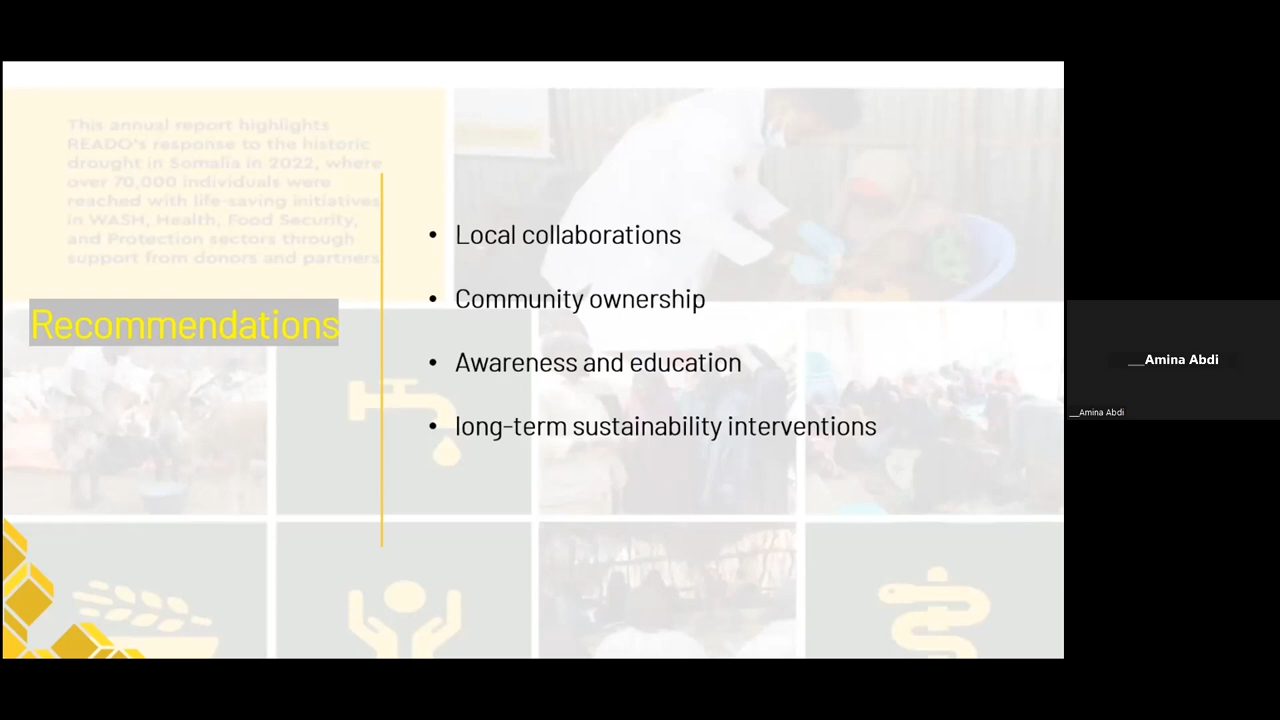 This annual report highlights
READO's response to the historic
drought in Somalia in 2022, where
over 70,000 individuals were
reached with life-saving initiatives
in WASH, Health, Food Security,
and Protection sectors through
support from donors and partners
Recommendations
• Local collaborations
• Community ownership
• Awareness and education
• long-term sustainability interventions
__Amina Abdi
__Amina Abdi